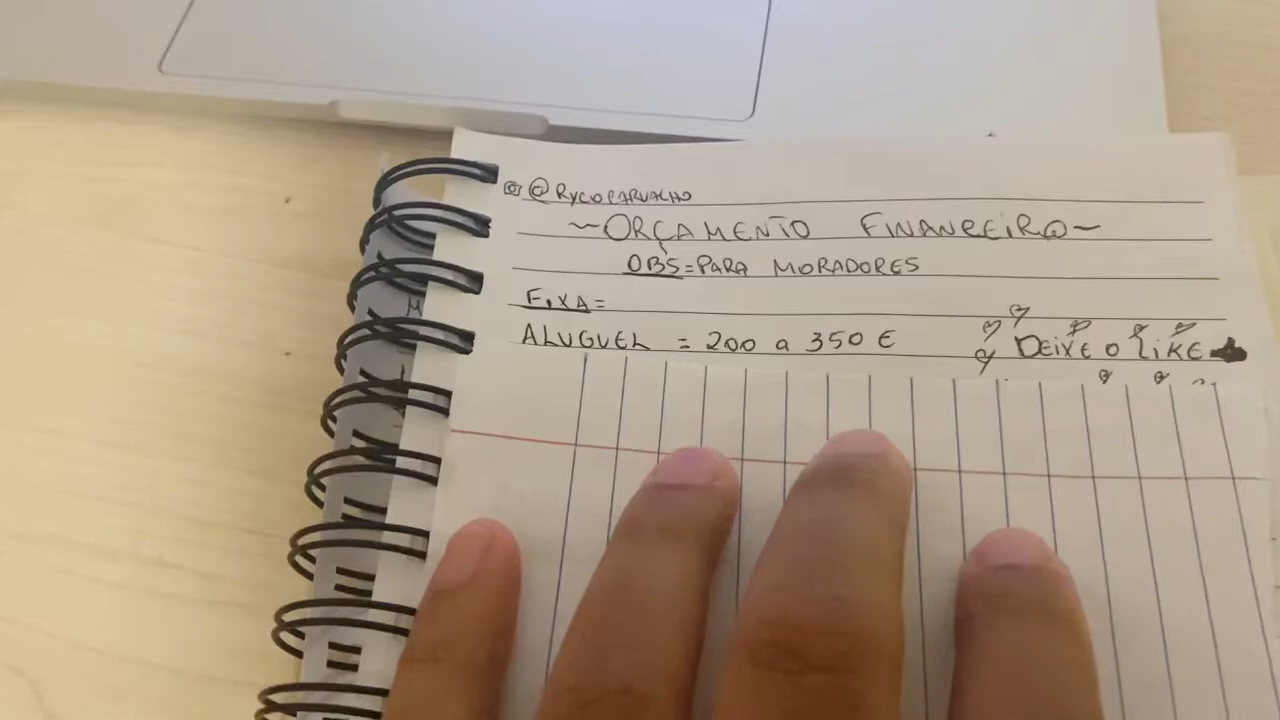 @RYCOCARVALHO
~ORÇAMENTO FINANCEIRO~
OBS=PARA MORADORES
FIXA=
ALUGUEL = 200 a 350 €
DEIXE O LIKE